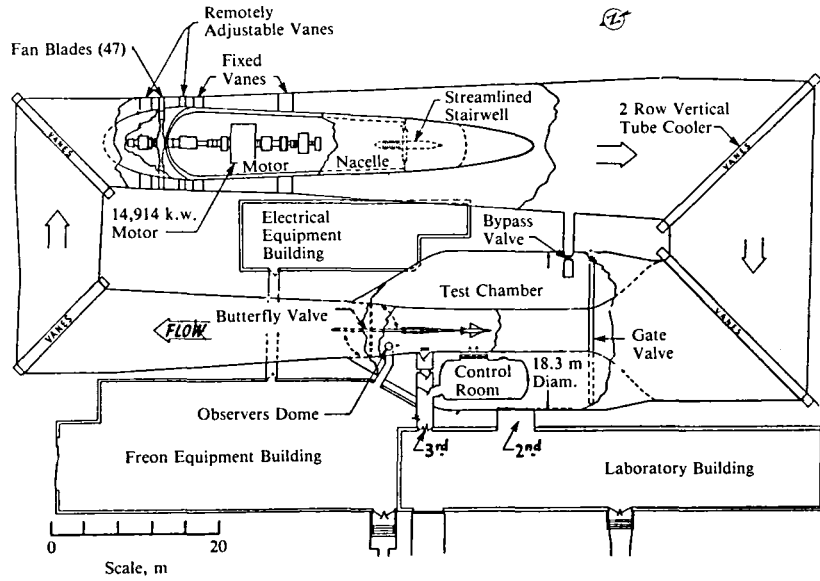 Remotely
Adjustable Vanes
Fan Blades (47)
Fixed
Vanes
Streamlined
Stairwell
2 Row Vertical
Tube Cooler
VANES
VANES
Motor
Nacelle
14,914 k.w.
Motor
Electrical
Equipment
Building
Bypass
Valve
Test Chamber
VANES
VANES
FLOW
Butterfly Valve
Gate
Valve
Control
Room
18.3 m
Diam.
Observers Dome
3rd
2nd
Freon Equipment Building
Laboratory Building
0 20
Scale, m